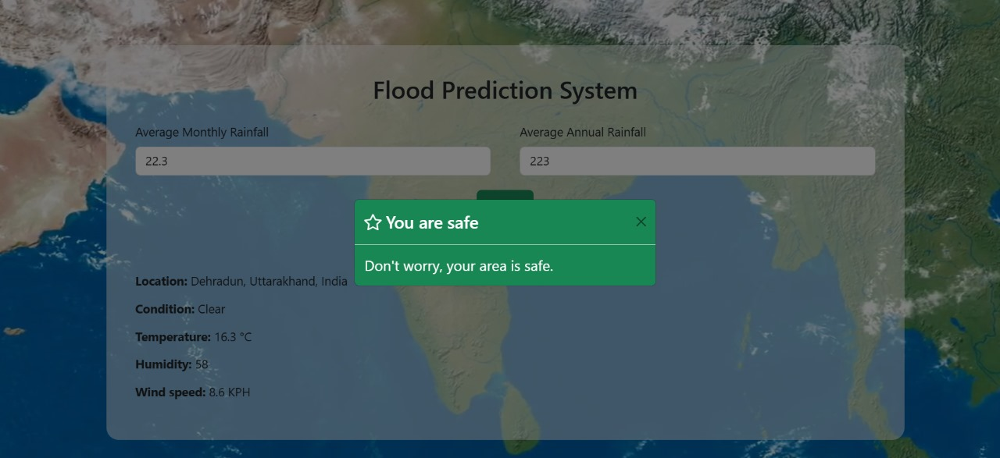 Flood Prediction System
Average Monthly Rainfall
Average Annual Rainfall
22.3
223
You are safe
Don't worry, your area is safe.
Location: Dehradun, Uttarakhand, India
Condition: Clear
Temperature: 16.3 °C
Humidity: 58
Wind speed: 8.6 KPH